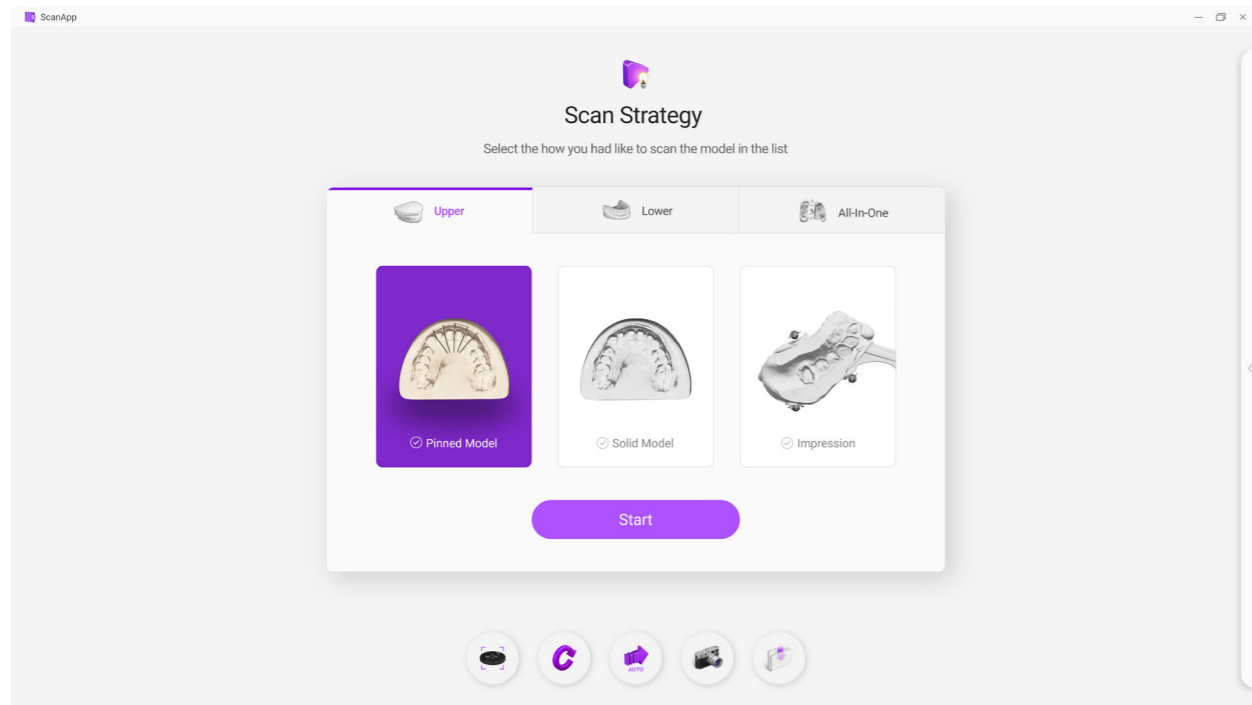 ScanApp
Scan Strategy
Select the how you had like to scan the model in the list
Upper
Lower
All-In-One
Pinned Model
Solid Model
Impression
Start
AUTO